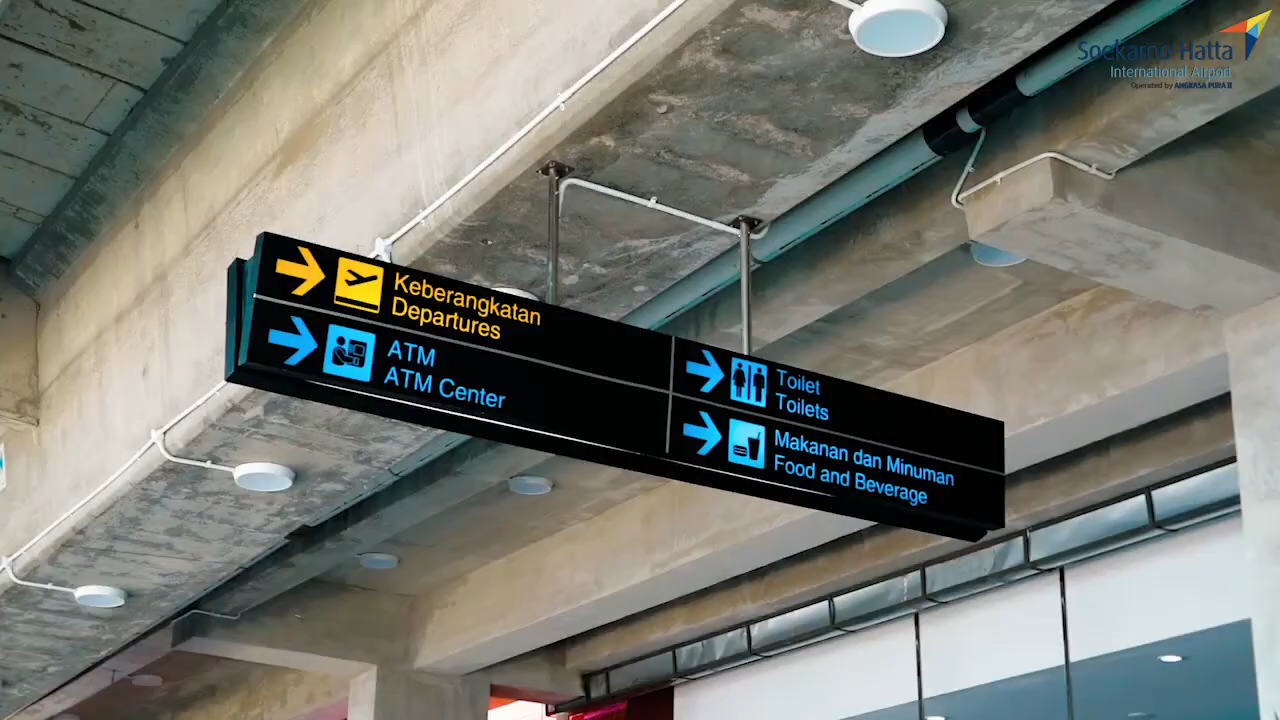 Soekarno Hatta
International Airport
Operated by ANGKASA PURA II
Keberangkatan
Departures
ATM
ATM Center
Toilet
Toilets
Makanan dan Minuman
Food and Beverage